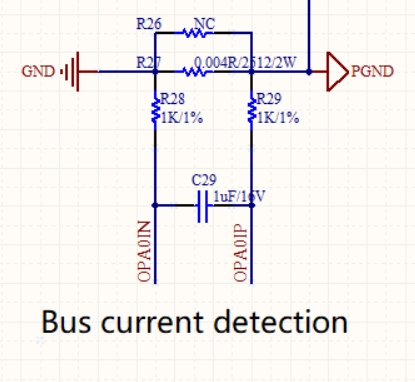 R26 NC
R27 0.004R/2512/2W
GND
PGND
R28
1K/1%
R29
1K/1%
C29
1uF/16V
OPA0IN
OPA0IP
Bus current detection